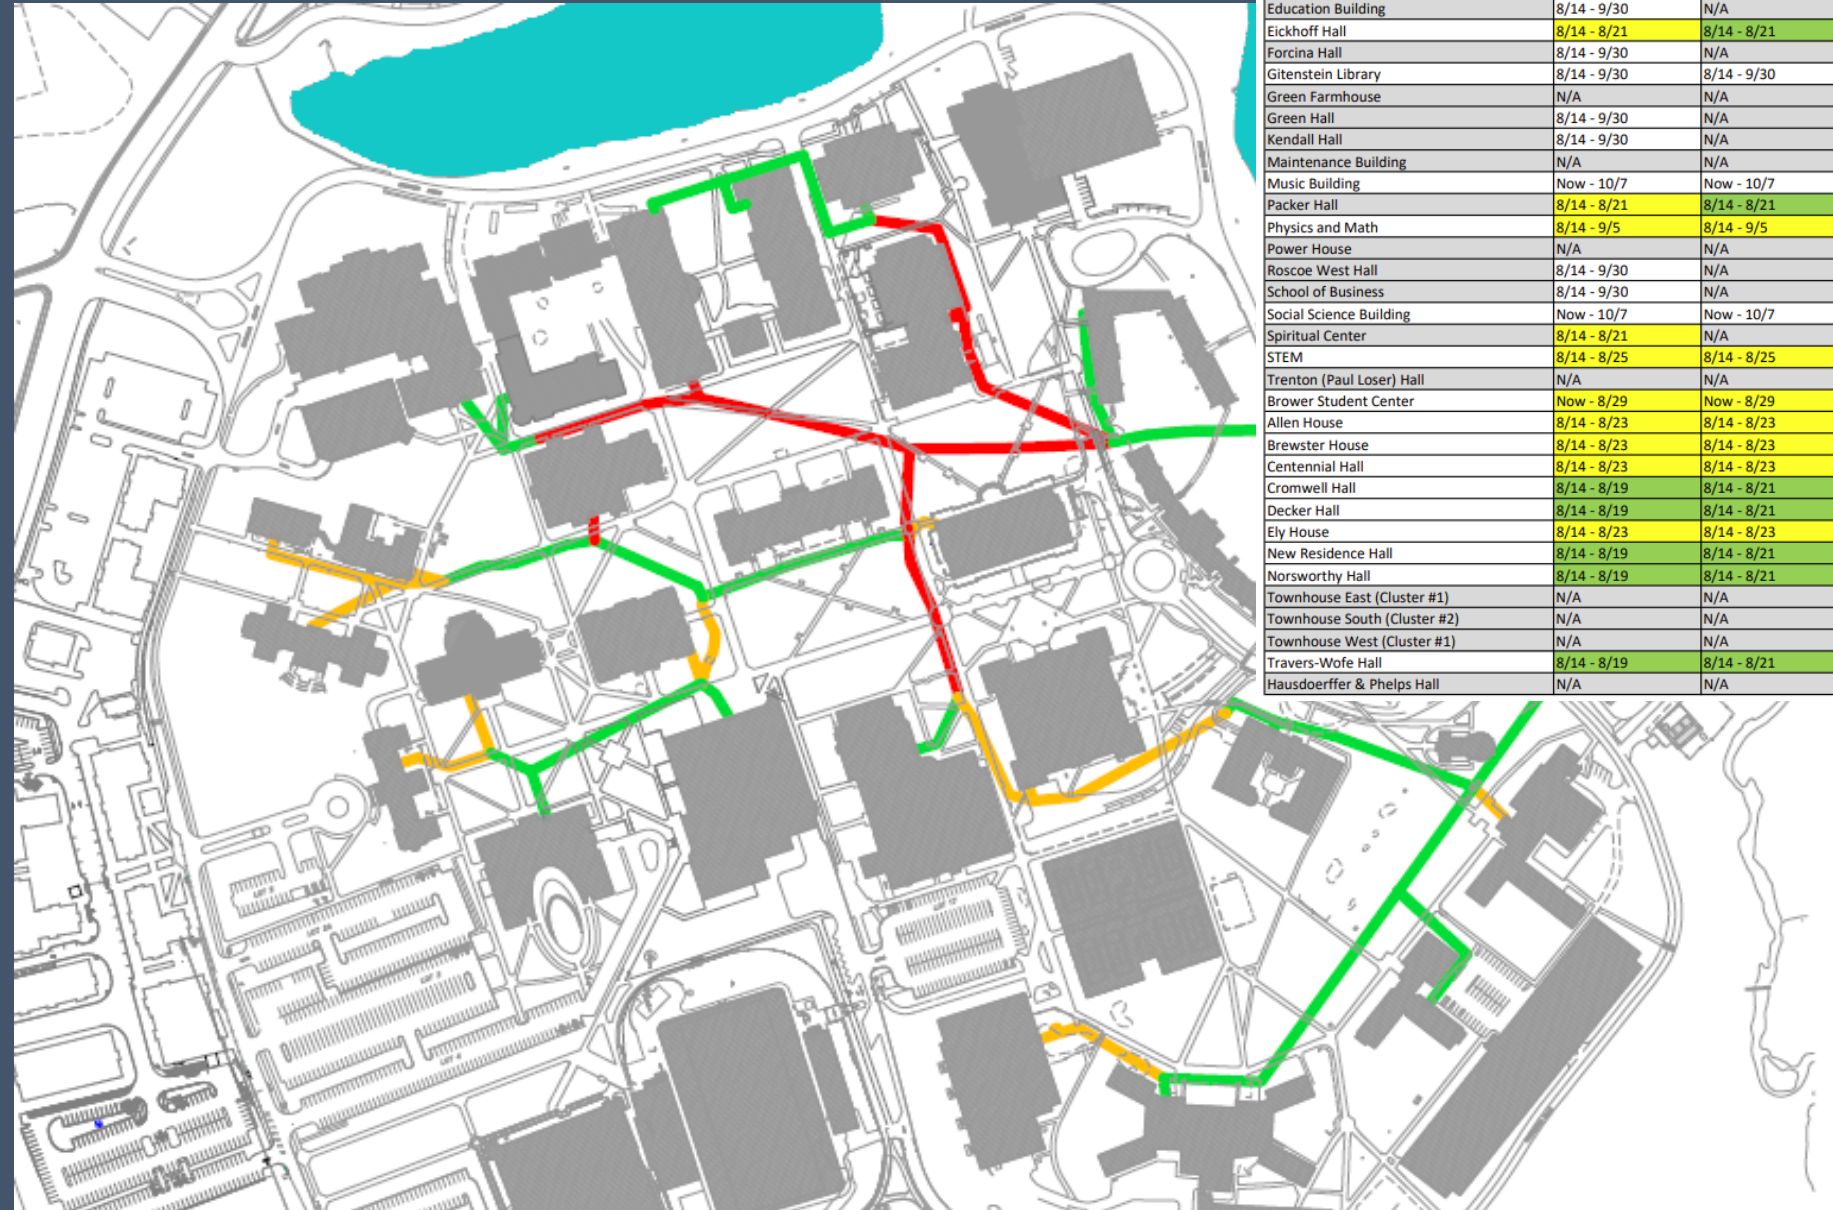 Education Building 8/14 - 9/30 N/A
Eickhoff Hall 8/14 - 8/21 8/14 - 8/21
Forcina Hall 8/14 - 9/30 N/A
Gitenstein Library 8/14 - 9/30 8/14 - 9/30
Green Farmhouse N/A N/A
Green Hall 8/14 - 9/30 N/A
Kendall Hall 8/14 - 9/30 N/A
Maintenance Building N/A N/A
Music Building Now - 10/7 Now - 10/7
Packer Hall 8/14 - 8/21 8/14 - 8/21
Physics and Math 8/14 - 9/5 8/14 - 9/5
Power House N/A N/A
Roscoe West Hall 8/14 - 9/30 N/A
School of Business 8/14 - 9/30 N/A
Social Science Building Now - 10/7 Now - 10/7
Spiritual Center 8/14 - 8/21 N/A
STEM 8/14 - 8/25 8/14 - 8/25
Trenton (Paul Loser) Hall N/A N/A
Brower Student Center Now - 8/29 Now - 8/29
Allen House 8/14 - 8/23 8/14 - 8/23
Brewster House 8/14 - 8/23 8/14 - 8/23
Centennial Hall 8/14 - 8/23 8/14 - 8/23
Cromwell Hall 8/14 - 8/19 8/14 - 8/21
Decker Hall 8/14 - 8/19 8/14 - 8/21
Ely House 8/14 - 8/23 8/14 - 8/23
New Residence Hall 8/14 - 8/19 8/14 - 8/21
Norsworthy Hall 8/14 - 8/19 8/14 - 8/21
Townhouse East (Cluster #1) N/A N/A
Townhouse South (Cluster #2) N/A N/A
Townhouse West (Cluster #1) N/A N/A
Travers-Wofe Hall 8/14 - 8/19 8/14 - 8/21
Hausdoerffer & Phelps Hall N/A N/A